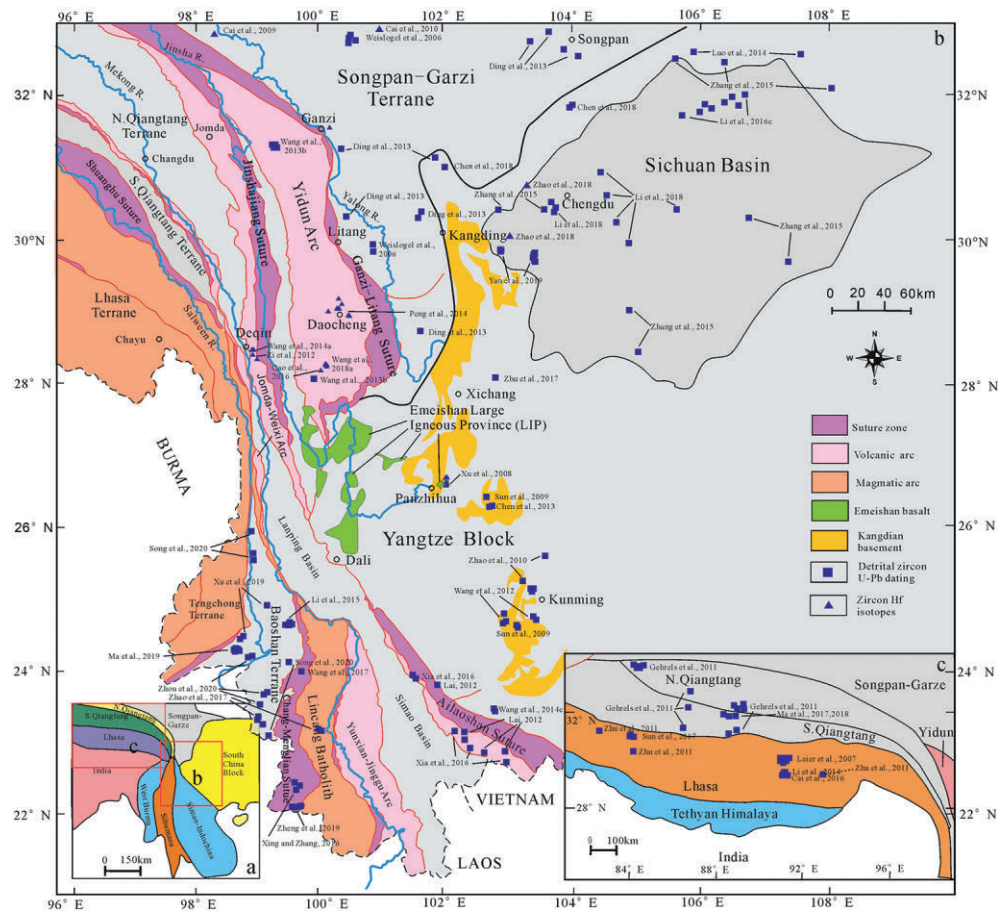 96°E
98°E
100°E
102°E
104°E
106°E
108°E
b
Cai et al., 2009
Cai et al., 2010
Weislogel et al., 2006
Songpan
Ding et al., 2013
Luo et al., 2014
Zhang et al., 2015
Jinsha R.
Songpan-Garzi
Terrane
Mekong R.
32°N
32°N
N.Qiangtang
Terrane
Jomda
Ganzi
Chen et al., 2018
Li et al., 2016c
Changdu
Wang et al.,
2013b
Ding et al., 2013
Chen et al., 2018
Sichuan Basin
Shuanghu Suture
S.Qiangtang Terrane
Jinshajiang Suture
Yidun Arc
Yalong R.
Ding et al., 2013
Zhang et al., 2015
Zhao et al., 2018
Chengdu
Li et al., 2018
Ding et al., 2013
Li et al., 2018
Zhang et al., 2015
30°N
30°N
Litang
Kangding
Zhao et al., 2018
Weislogel et al.,
2006
Yan et al., 2019
Lhasa
Terrane
Salween R.
Ganzi-Litang Suture
0 20 40 60km
Chayu
Deqin
Daocheng
Peng et al., 2014
Ding et al., 2013
Zhang et al., 2015
N
W E
S
Wang et al., 2014a
Zi et al., 2012
Cao et al.,
2016
Wang et al.,
2018a
Wang et al., 2013b
28°N
28°N
Zhu et al., 2017
Jomda-Weixi Arc
Xichang
Emeishan Large
Igneous Province (LIP)
Suture zone
Volcanic arc
Magmatic arc
Emeishan basalt
Kangdian
basement
Detrital zircon
U-Pb dating
Zircon Hf
isotopes
BURMA
Xu et al., 2008
Panzhihua
Sun et al., 2009
Chen et al., 2013
26°N
26°N
Yangtze Block
Song et al.,
2020
Lanping Basin
Dali
Zhao et al.,
2010
Xu et al., 2019
Tengchong
Terrane
Li et al., 2015
Wang et al., 2012
Kunming
Baoshan Terrane
Sun et al., 2009
Ma et al., 2019
24°N
24°N
Song et al., 2020
Wang et al., 2017
Xia et al., 2016
Lai, 2012
Zhou et al., 2020
Zhao et al., 2017
Wang et al., 2014c
Lai, 2012
Chang-Menglian Suture
Lincang Batholith
Yunxian-Jinggu Arc
Simao Basin
Ailaoshan Suture
Xia et al., 2016
22°N
22°N
Zheng et al., 2019
Xing and Zhang, 2016
VIETNAM
LAOS
N.Qiangtang
S.Qiangtang
Songpan-
Garze
Lhasa
c
India
b
South
China
Block
West Burma
Sibumasu
Simao-Indochina
0 150km
a
c
Gehrels et al., 2011
N.Qiangtang
Songpan-Garze
32°N
Gehrels et al., 2011
Gehrels et al., 2011
Ma et al., 2017,2018
S.Qiangtang
Yidun
Zhu et al., 2011
Sun et al., 2017
Zhu et al., 2011
Leier et al., 2007
Li et al., 2014
Cai et al., 2016
Zhu et al., 2011
Lhasa
28°N
Tethyan Himalaya
0 100km
India
84°E
88°E
92°E
96°E
96°E
98°E
100°E
102°E
104°E
106°E
108°E